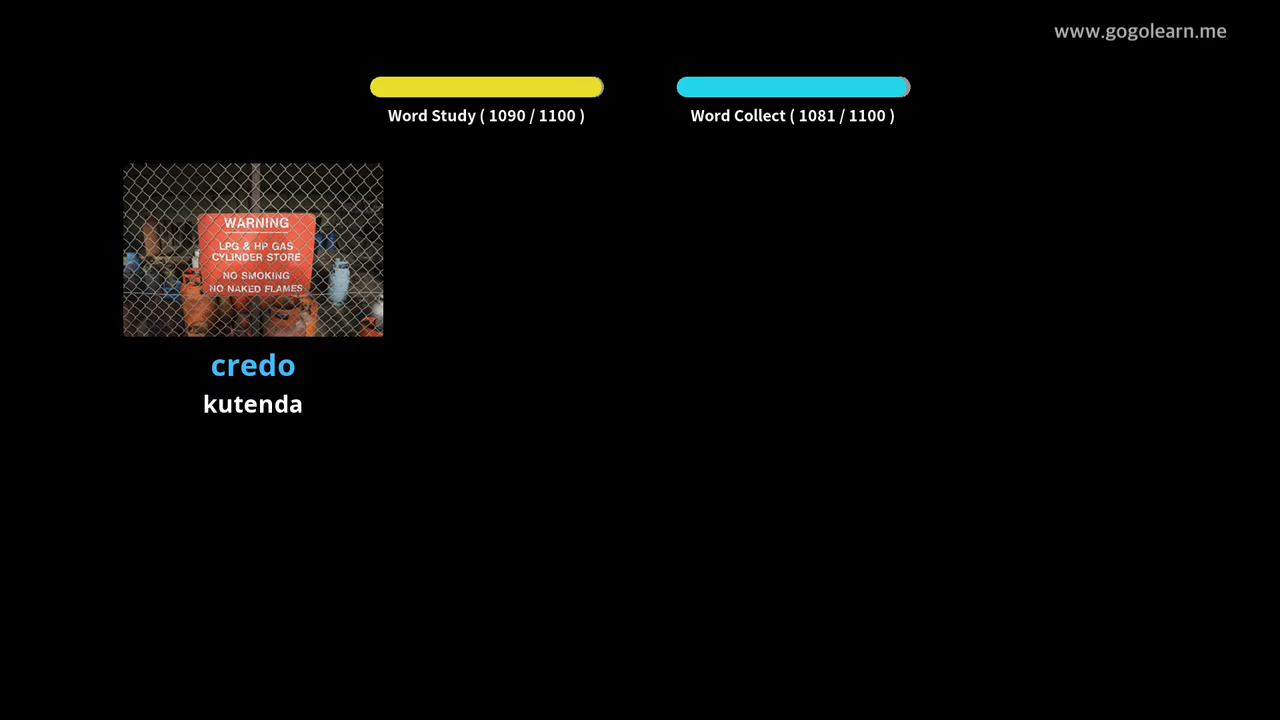 www.gogolearn.me
Word Study ( 1090 / 1100 )
Word Collect ( 1081 / 1100 )
WARNING
LPG & HP GAS
CYLINDER STORE
NO SMOKING
NO NAKED FLAMES
credo
kutenda